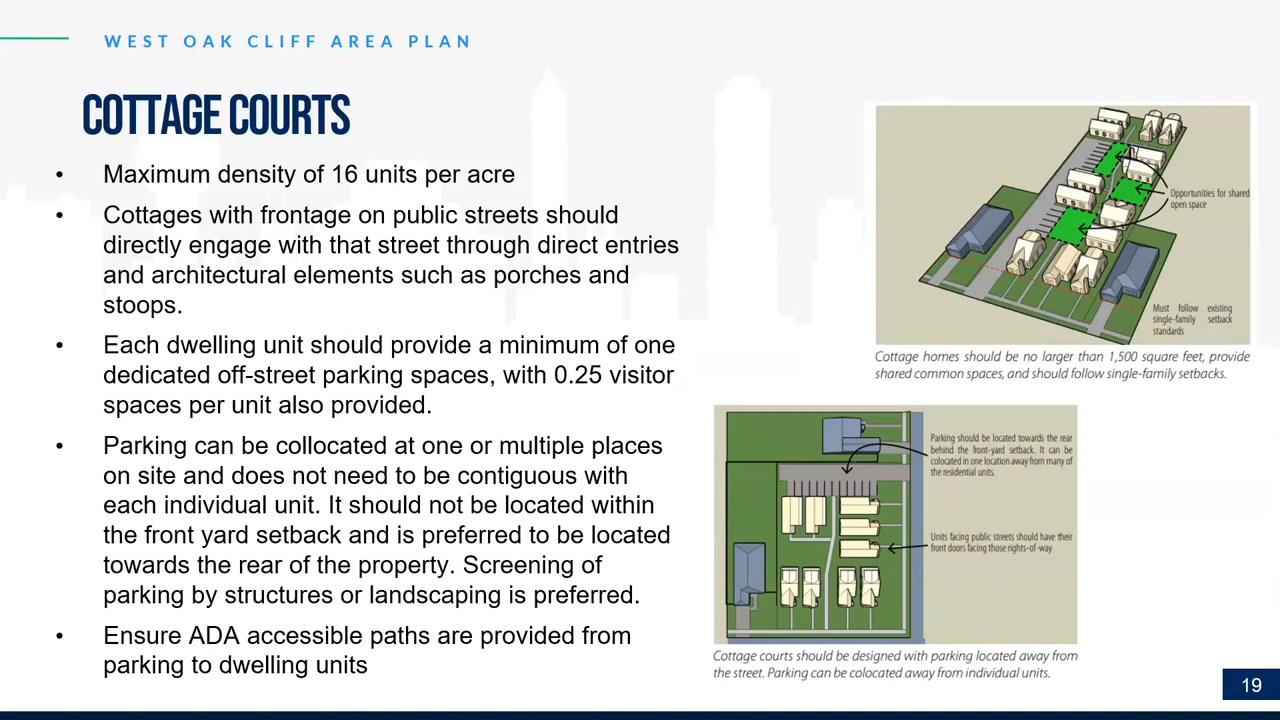 WEST OAK CLIFF AREA PLAN
COTTAGE COURTS
• Maximum density of 16 units per acre
• Cottages with frontage on public streets should
directly engage with that street through direct entries
and architectural elements such as porches and
stoops.
• Each dwelling unit should provide a minimum of one
dedicated off-street parking spaces, with 0.25 visitor
spaces per unit also provided.
• Parking can be collocated at one or multiple places
on site and does not need to be contiguous with
each individual unit. It should not be located within
the front yard setback and is preferred to be located
towards the rear of the property. Screening of
parking by structures or landscaping is preferred.
• Ensure ADA accessible paths are provided from
parking to dwelling units
Opportunities for shared
open space
Must follow existing
single-family setback
standards
Cottage homes should be no larger than 1,500 square feet, provide
shared common spaces, and should follow single-family setbacks.
Parking should be located towards the rear
behind the front-yard setback. It can be
colocated in one location away from many of
the residential units.
Units facing public streets should have their
front doors facing those rights-of-way
Cottage courts should be designed with parking located away from
the street. Parking can be colocated away from individual units.
19